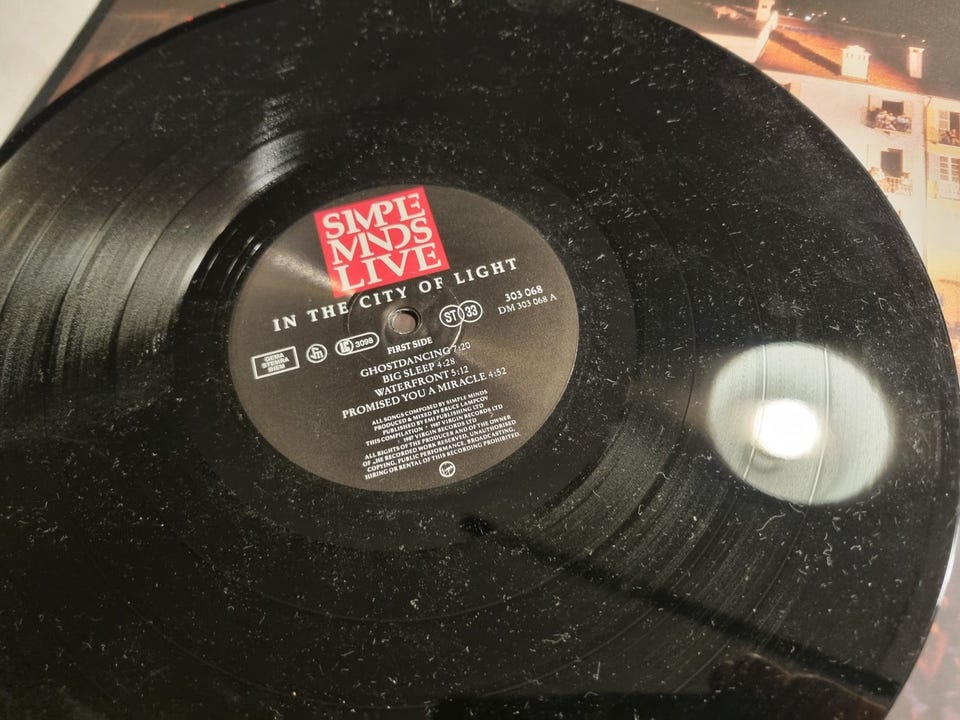 SIMPLE
MINDS
LIVE
IN THE CITY OF LIGHT
303 068
DM 303 068 A
GEMA
STEMRA
BIEM
LC 3098
ST 33
FIRST SIDE
GHOSTDANCING 7:20
BIG SLEEP 4:28
WATERFRONT 5:12
PROMISED YOU A MIRACLE 4:52
ALL SONGS COMPOSED BY SIMPLE MINDS
PRODUCED & MIXED BY BRUCE LAMPCOV
PUBLISHED BY EMI PUBLISHING LTD
THIS COMPILATION ℗ 1987 VIRGIN RECORDS LTD
1987 VIRGIN RECORDS LTD
ALL RIGHTS OF THE PRODUCER AND OF THE OWNER
OF THE RECORDED WORK RESERVED. UNAUTHORISED
COPYING, PUBLIC PERFORMANCE, BROADCASTING,
HIRING OR RENTAL OF THIS RECORDING PROHIBITED.
Virgin